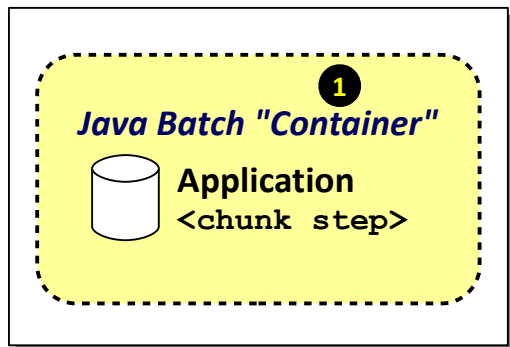 1
Java Batch "Container"
Application
<chunk step>